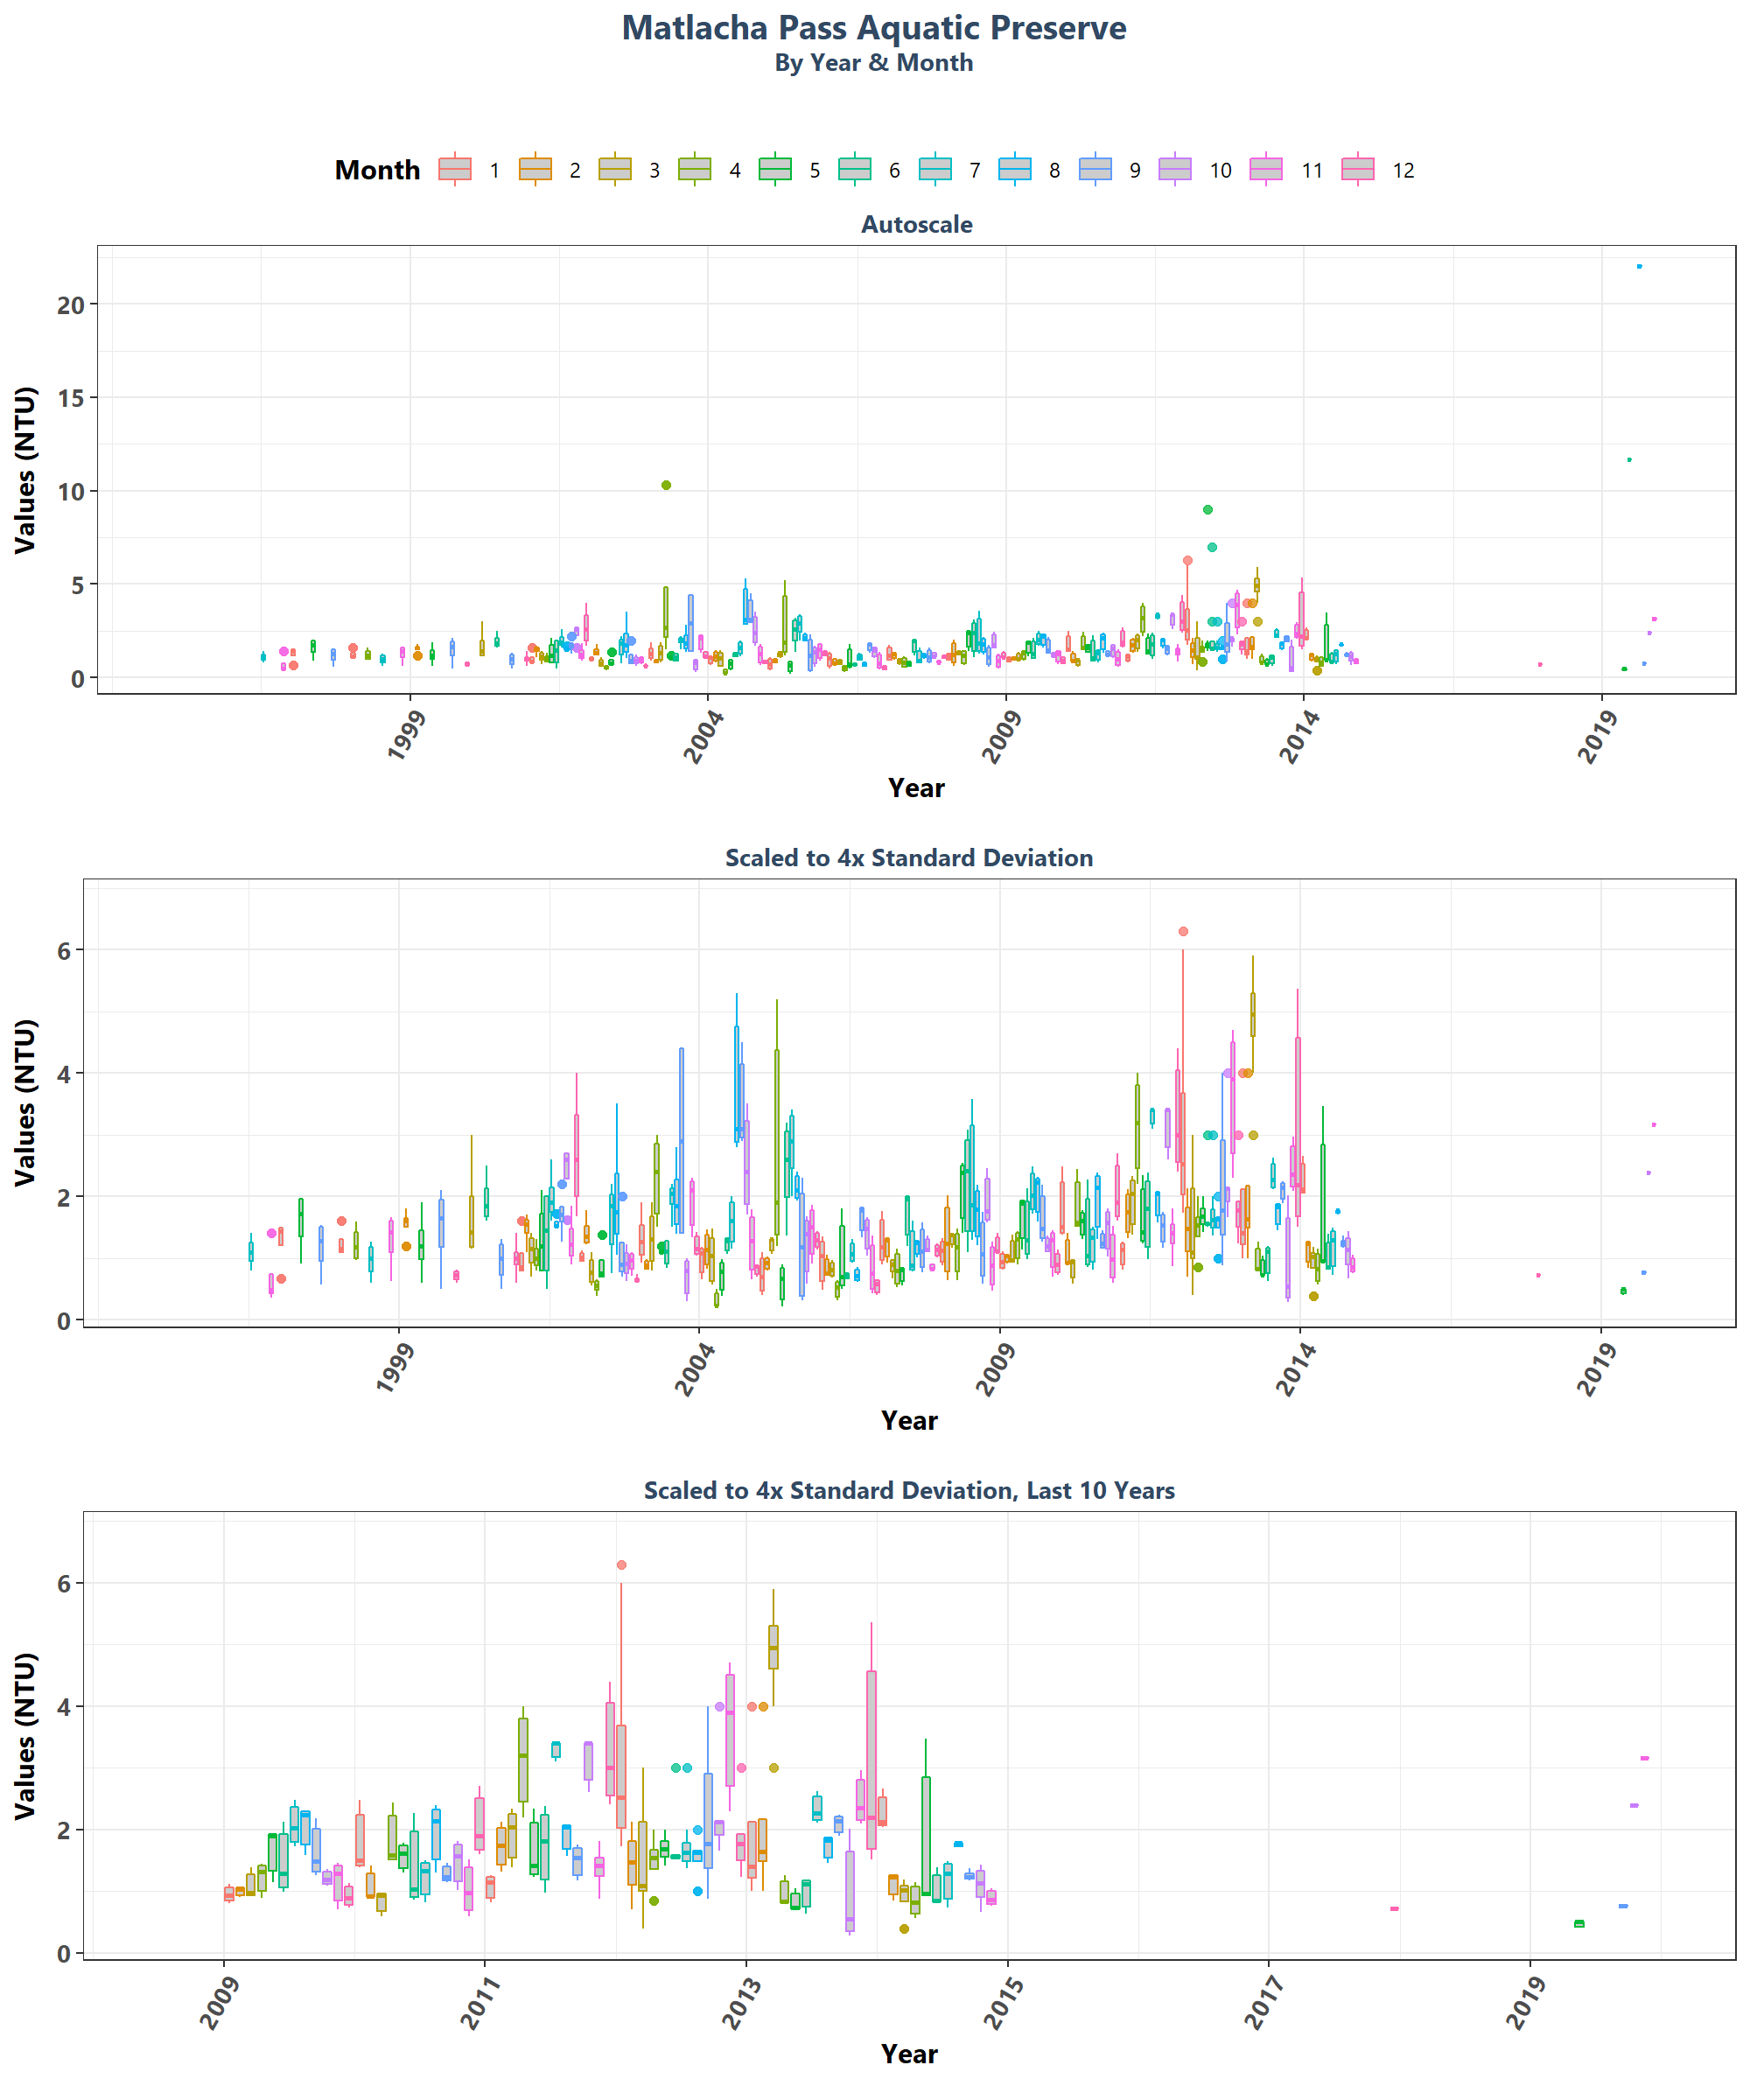 Matlacha Pass Aquatic Preserve
By Year & Month
Month 1 2 3 4 5 6 7 8 9 10 11 12
Autoscale
Values (NTU)
20
15
10
5
0
1999 2004 2009 2014 2019
Year
Scaled to 4x Standard Deviation
Values (NTU)
6
4
2
0
1999 2004 2009 2014 2019
Year
Scaled to 4x Standard Deviation, Last 10 Years
Values (NTU)
6
4
2
0
2009 2011 2013 2015 2017 2019
Year